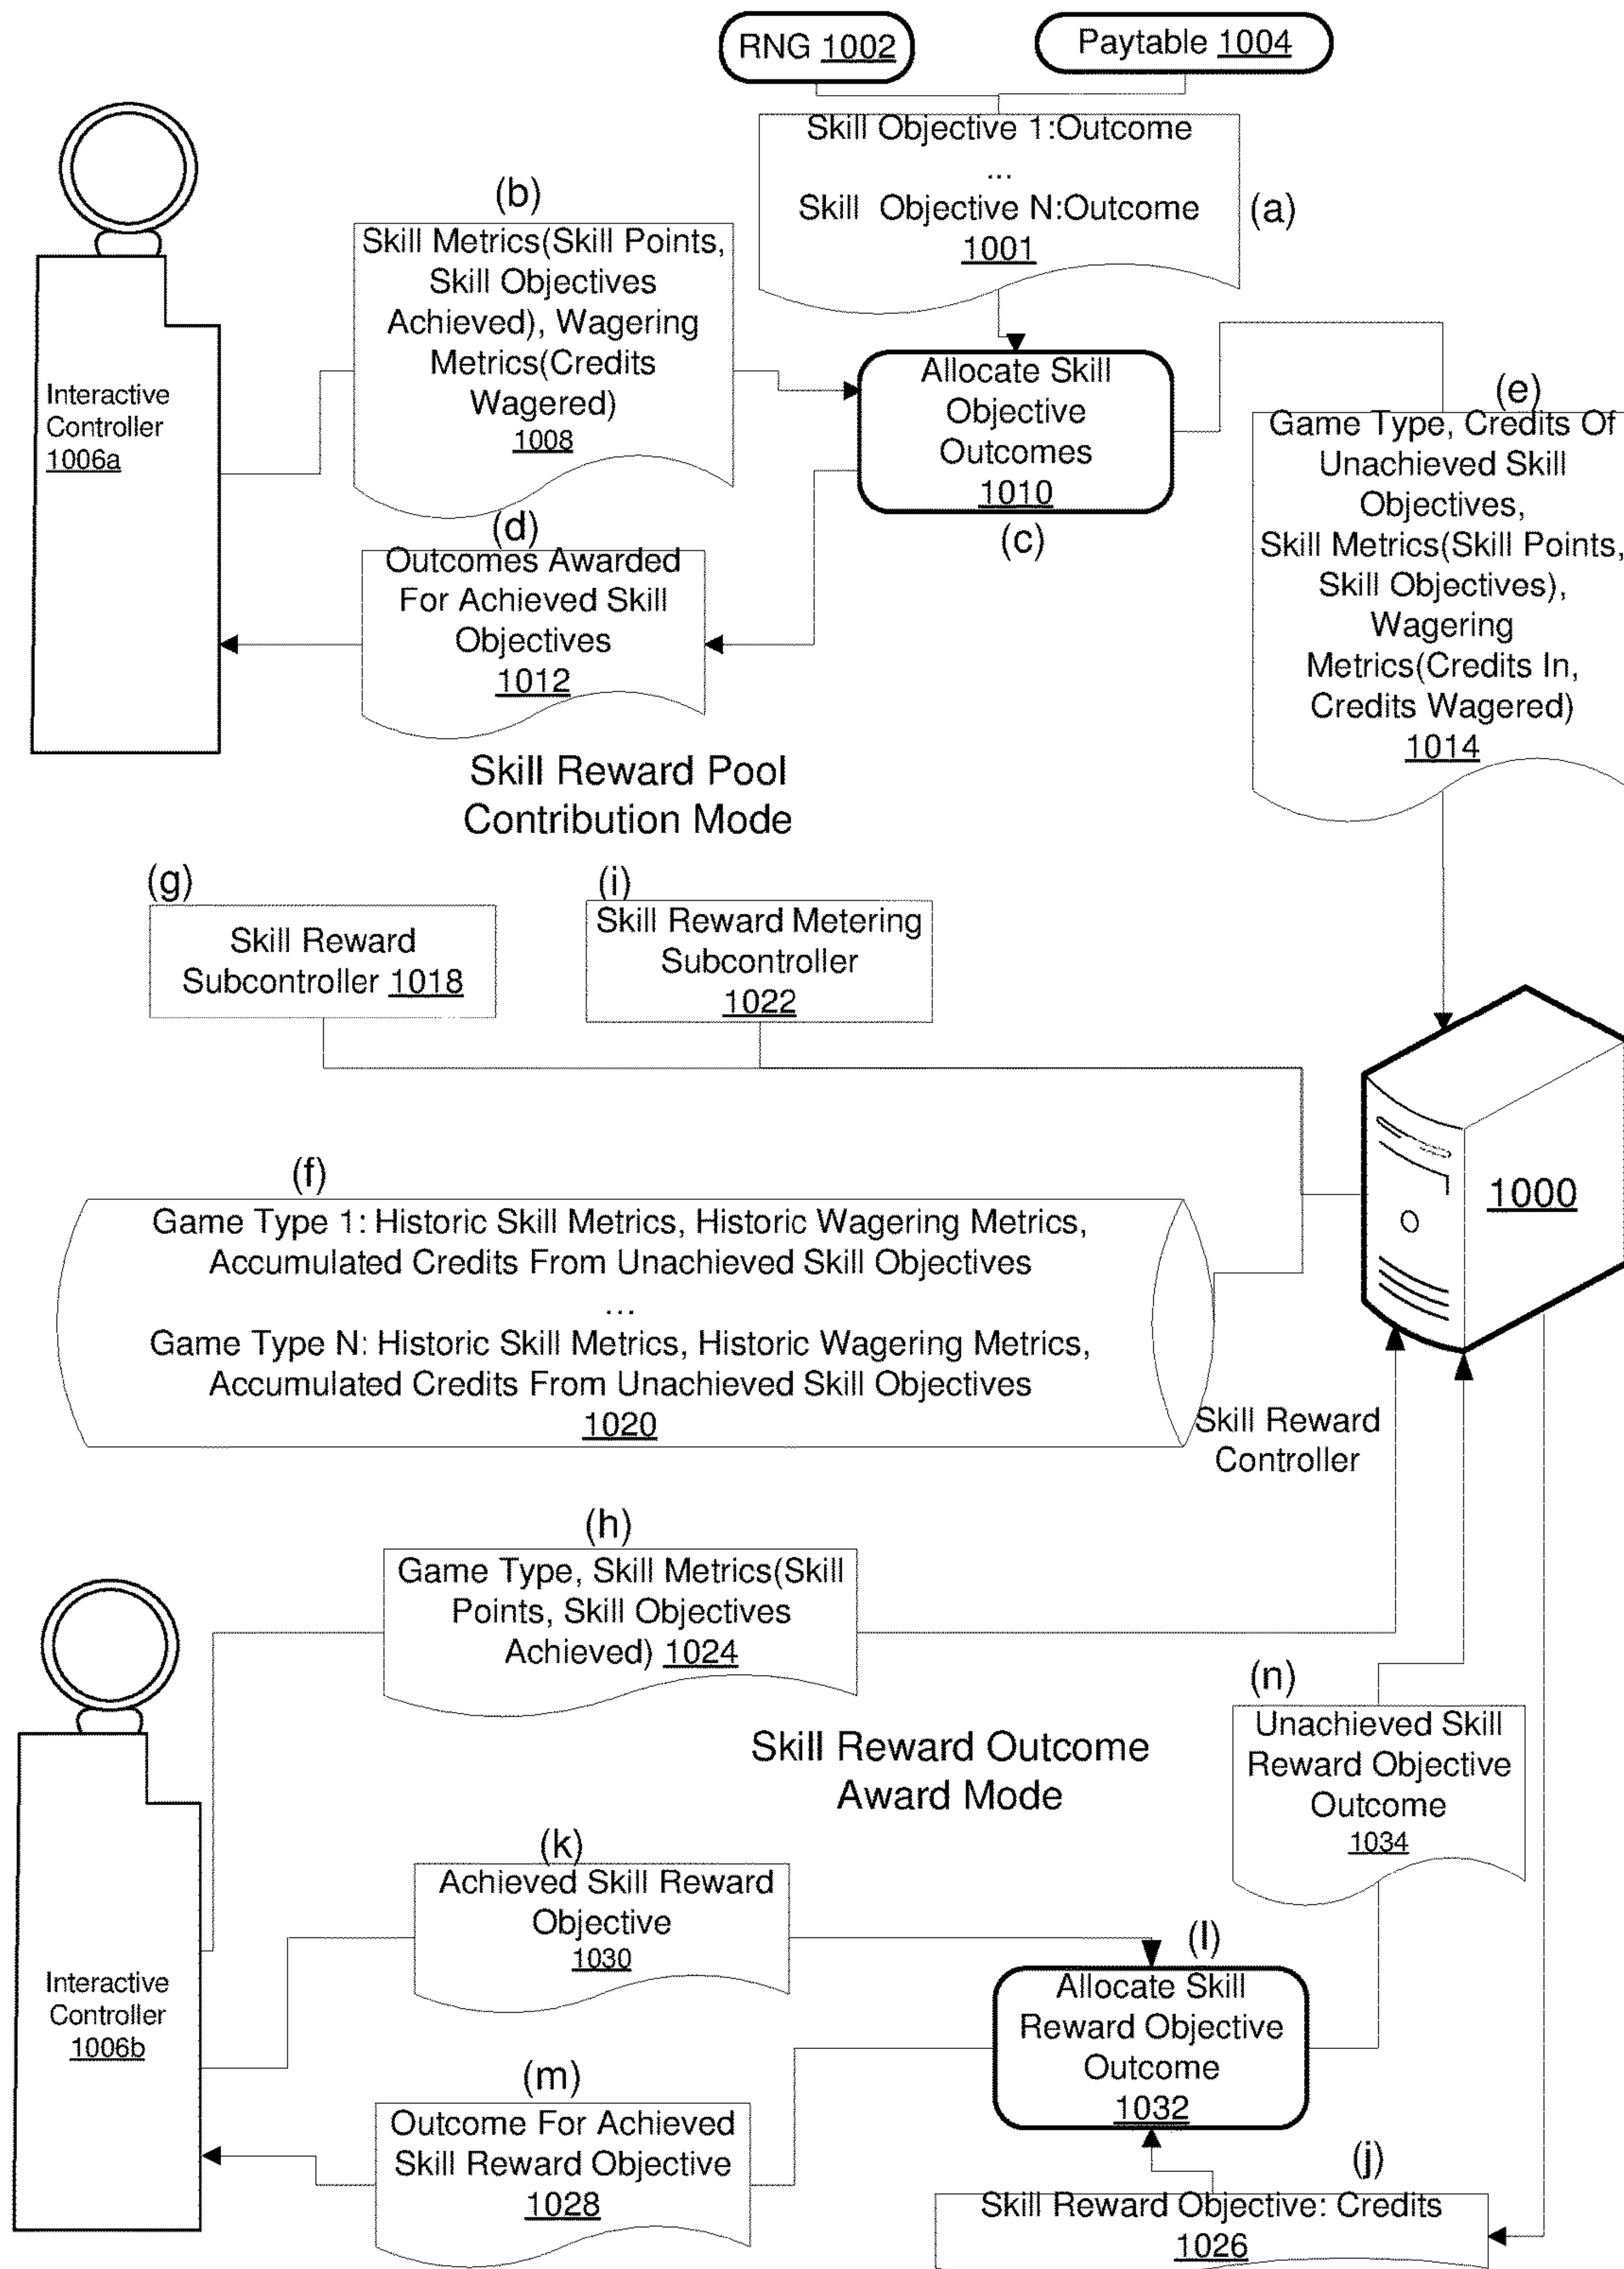 RNG 1002
Paytable 1004
Skill Objective 1:Outcome
...
Skill Objective N:Outcome
1001
(a)
(b)
Skill Metrics(Skill Points,
Skill Objectives
Achieved), Wagering
Metrics(Credits
Wagered)
1008
Interactive
Controller
1006a
Allocate Skill
Objective
Outcomes
1010
(c)
(d)
Outcomes Awarded
For Achieved Skill
Objectives
1012
(e)
Game Type, Credits Of
Unachieved Skill
Objectives,
Skill Metrics(Skill Points,
Skill Objectives),
Wagering
Metrics(Credits In,
Credits Wagered)
1014
Skill Reward Pool
Contribution Mode
(g)
Skill Reward
Subcontroller 1018
(i)
Skill Reward Metering
Subcontroller
1022
1000
(f)
Game Type 1: Historic Skill Metrics, Historic Wagering Metrics,
Accumulated Credits From Unachieved Skill Objectives
...
Game Type N: Historic Skill Metrics, Historic Wagering Metrics,
Accumulated Credits From Unachieved Skill Objectives
1020
Skill Reward
Controller
(h)
Game Type, Skill Metrics(Skill
Points, Skill Objectives
Achieved) 1024
Skill Reward Outcome
Award Mode
(n)
Unachieved Skill
Reward Objective
Outcome
1034
(k)
Achieved Skill Reward
Objective
1030
Interactive
Controller
1006b
(l)
Allocate Skill
Reward Objective
Outcome
1032
(m)
Outcome For Achieved
Skill Reward Objective
1028
(j)
Skill Reward Objective: Credits
1026